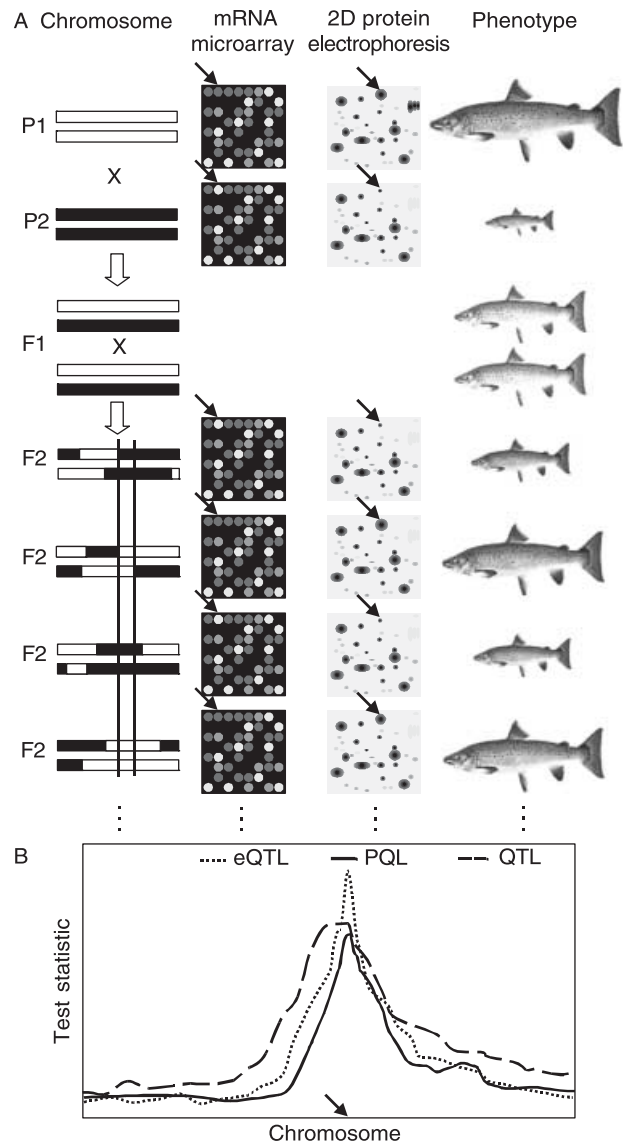 A Chromosome mRNA microarray 2D protein electrophoresis Phenotype
P1
X
P2
F1
X
F2
F2
F2
F2
B
eQTL PQL QTL
Test statistic
Chromosome